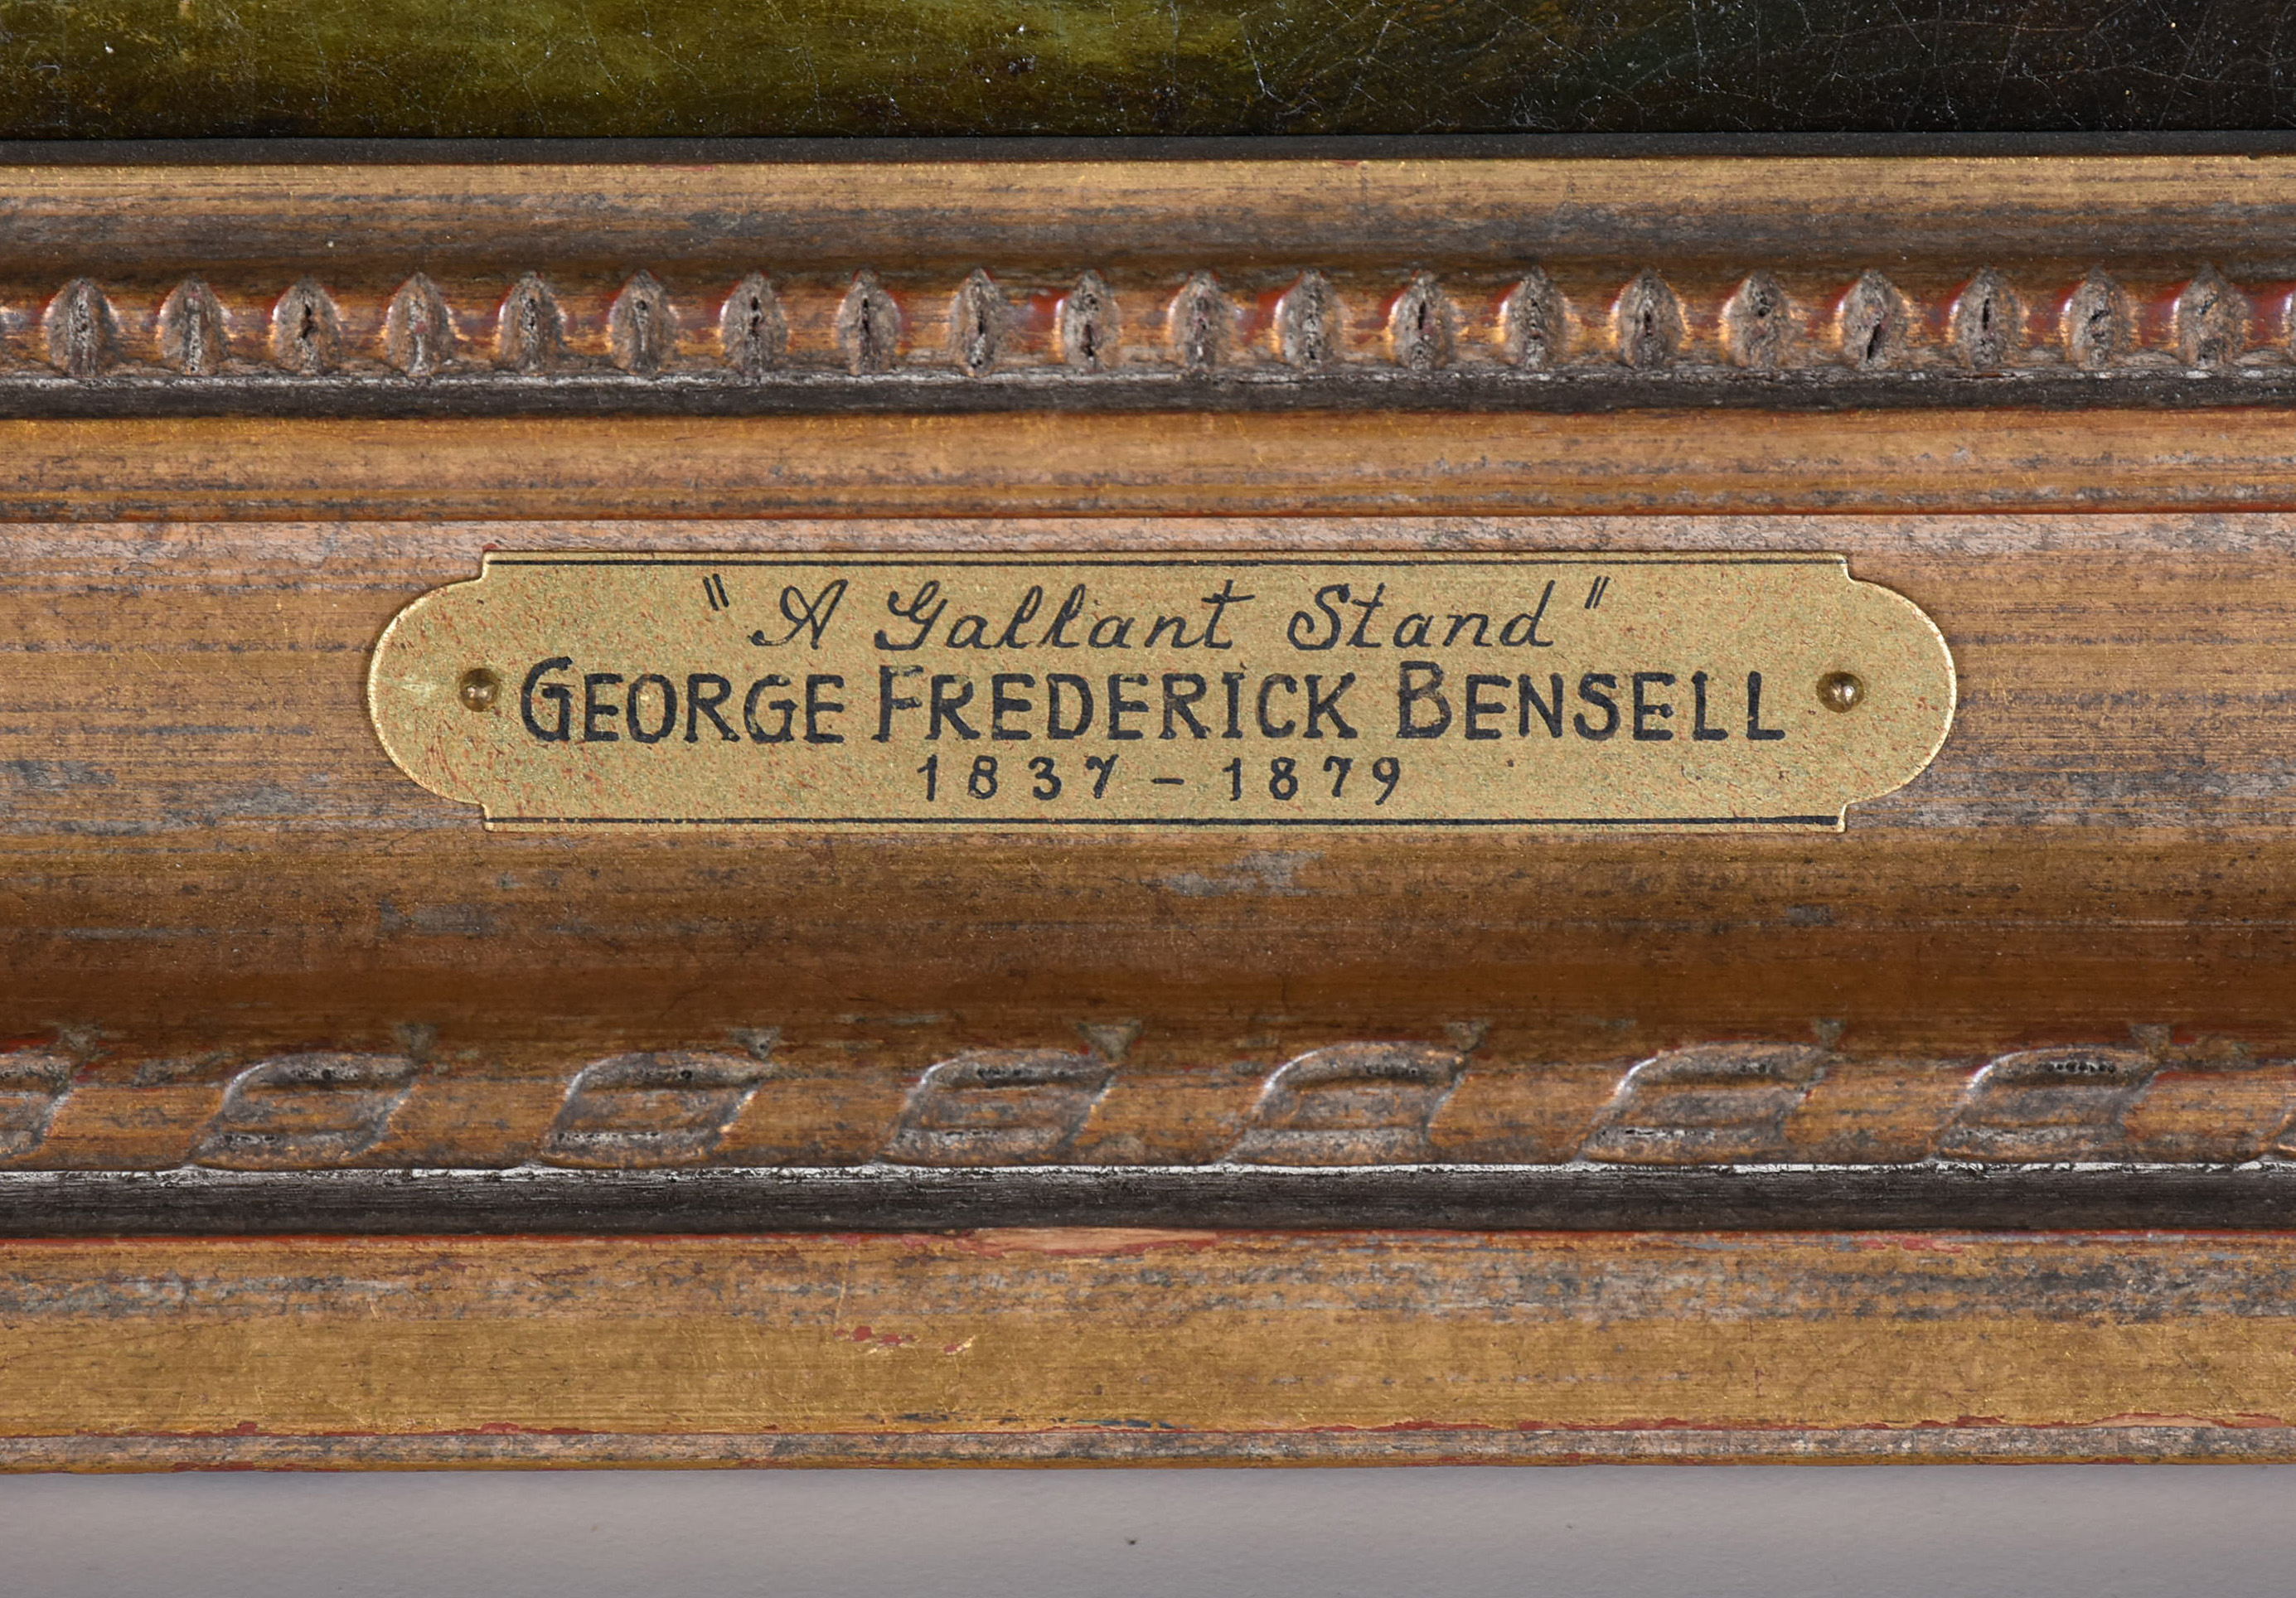 "A Gallant Stand"
GEORGE FREDERICK BENSELL
1837 - 1879